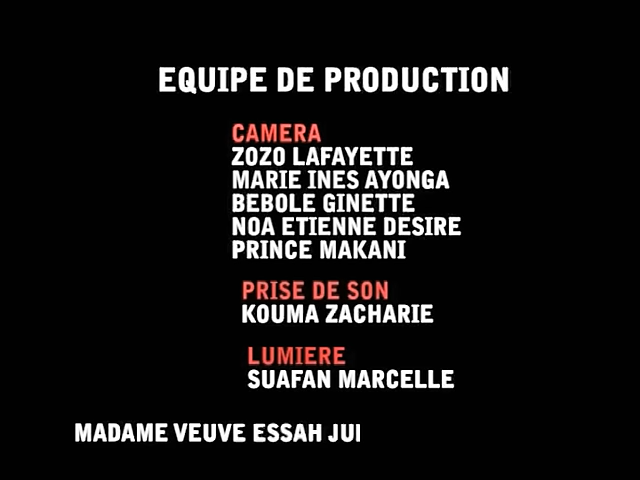 EQUIPE DE PRODUCTION
CAMERA
ZOZO LAFAYETTE
MARIE INES AYONGA
BEBOLE GINETTE
NOA ETIENNE DESIRE
PRINCE MAKANI
PRISE DE SON
KOUMA ZACHARIE
LUMIERE
SUAFAN MARCELLE
MADAME VEUVE ESSAH JUI